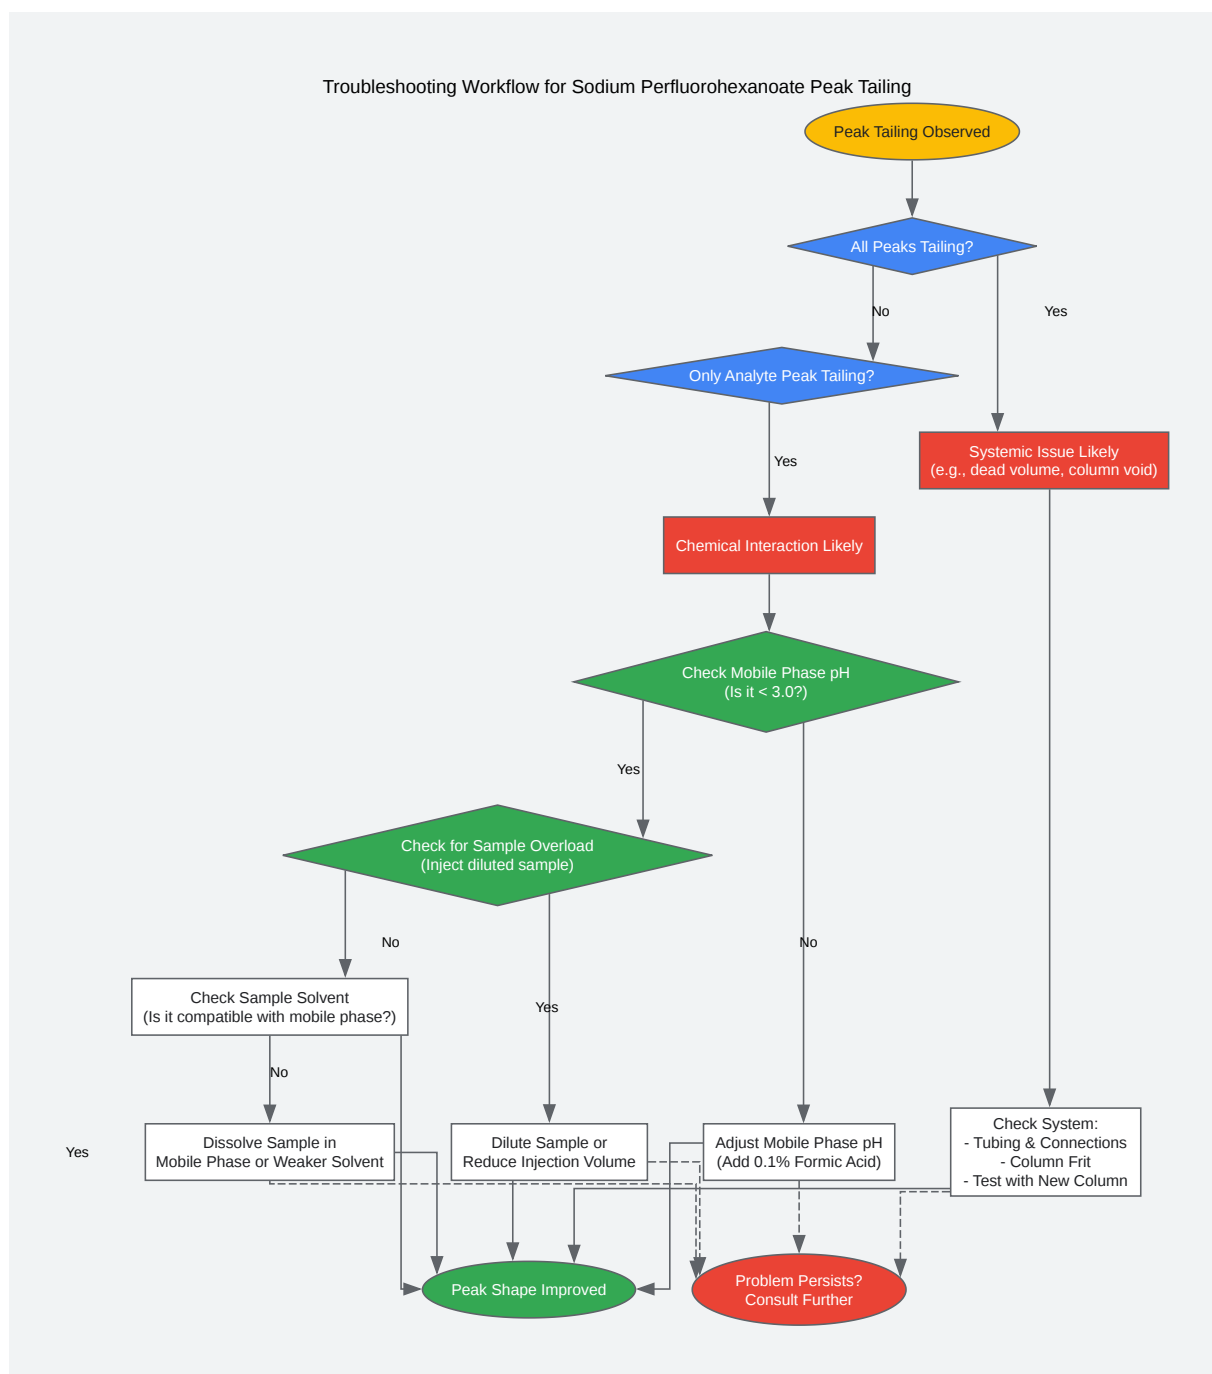 Troubleshooting Workflow for Sodium Perfluorohexanoate Peak Tailing
Peak Tailing Observed
All Peaks Tailing?
No
Yes
Only Analyte Peak Tailing?
Yes
Systemic Issue Likely
(e.g., dead volume, column void)
Chemical Interaction Likely
Check Mobile Phase pH
(Is it < 3.0?)
Yes
Check for Sample Overload
(Inject diluted sample)
No
No
Check Sample Solvent
(Is it compatible with mobile phase?)
Yes
No
Yes
Dissolve Sample in
Mobile Phase or Weaker Solvent
Dilute Sample or
Reduce Injection Volume
Adjust Mobile Phase pH
(Add 0.1% Formic Acid)
Check System:
- Tubing & Connections
- Column Frit
- Test with New Column
Peak Shape Improved
Problem Persists?
Consult Further